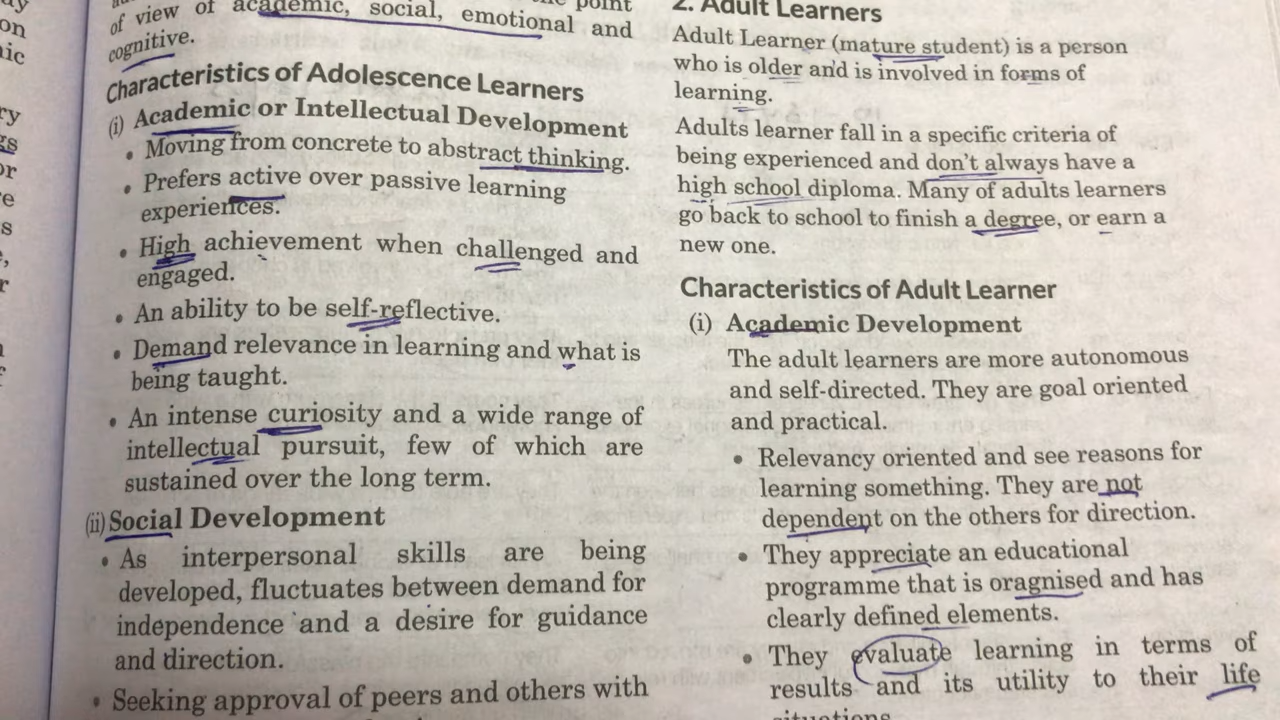 on
ic
ry
gs
or
re
s
e,
r
point
of view of academic, social, emotional and
cognitive.
Characteristics of Adolescence Learners
(i) Academic or Intellectual Development
• Moving from concrete to abstract thinking.
• Prefers active over passive learning
experiences.
• High achievement when challenged and
engaged.
• An ability to be self-reflective.
• Demand relevance in learning and what is
being taught.
• An intense curiosity and a wide range of
intellectual pursuit, few of which are
sustained over the long term.
(ii) Social Development
• As interpersonal skills are being
developed, fluctuates between demand for
independence and a desire for guidance
and direction.
• Seeking approval of peers and others with
2. Adult Learners
Adult Learner (mature student) is a person
who is older and is involved in forms of
learning.
Adults learner fall in a specific criteria of
being experienced and don't always have a
high school diploma. Many of adults learners
go back to school to finish a degree, or earn a
new one.
Characteristics of Adult Learner
(i) Academic Development
The adult learners are more autonomous
and self-directed. They are goal oriented
and practical.
• Relevancy oriented and see reasons for
learning something. They are not
dependent on the others for direction.
• They appreciate an educational
programme that is oragnised and has
clearly defined elements.
• They evaluate learning in terms of
results and its utility to their life
situations